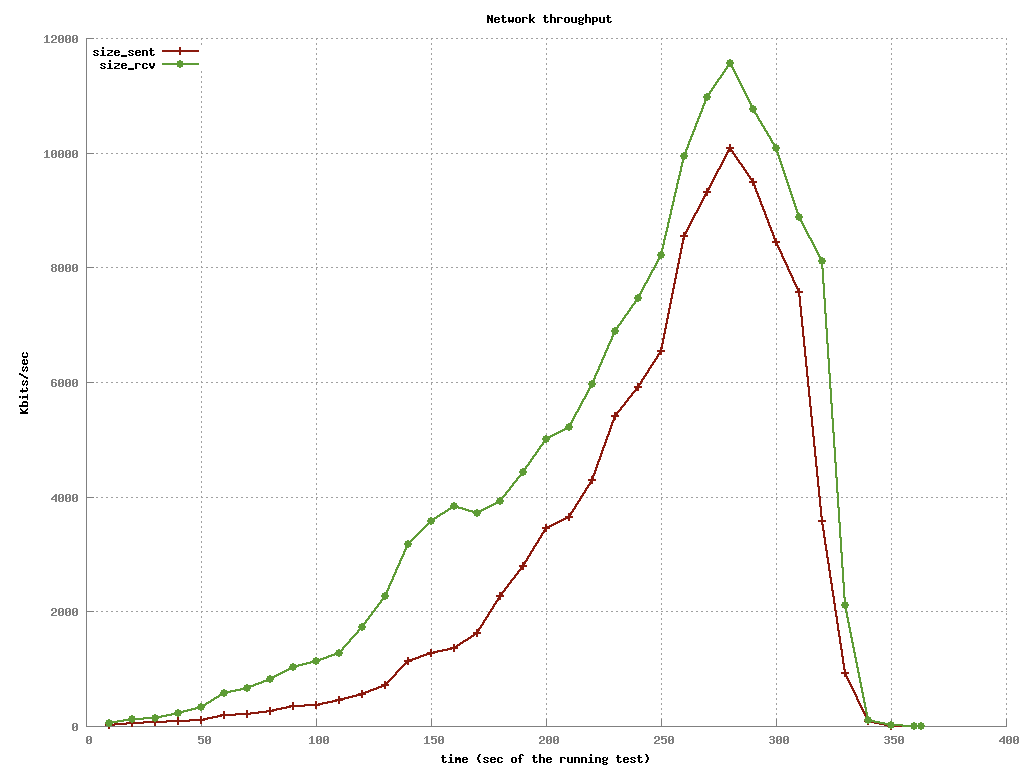 Network throughput
size_sent
size_rcv
12000
10000
8000
6000
4000
2000
0
Kbits/sec
0 50 100 150 200 250 300 350 400
time (sec of the running test)